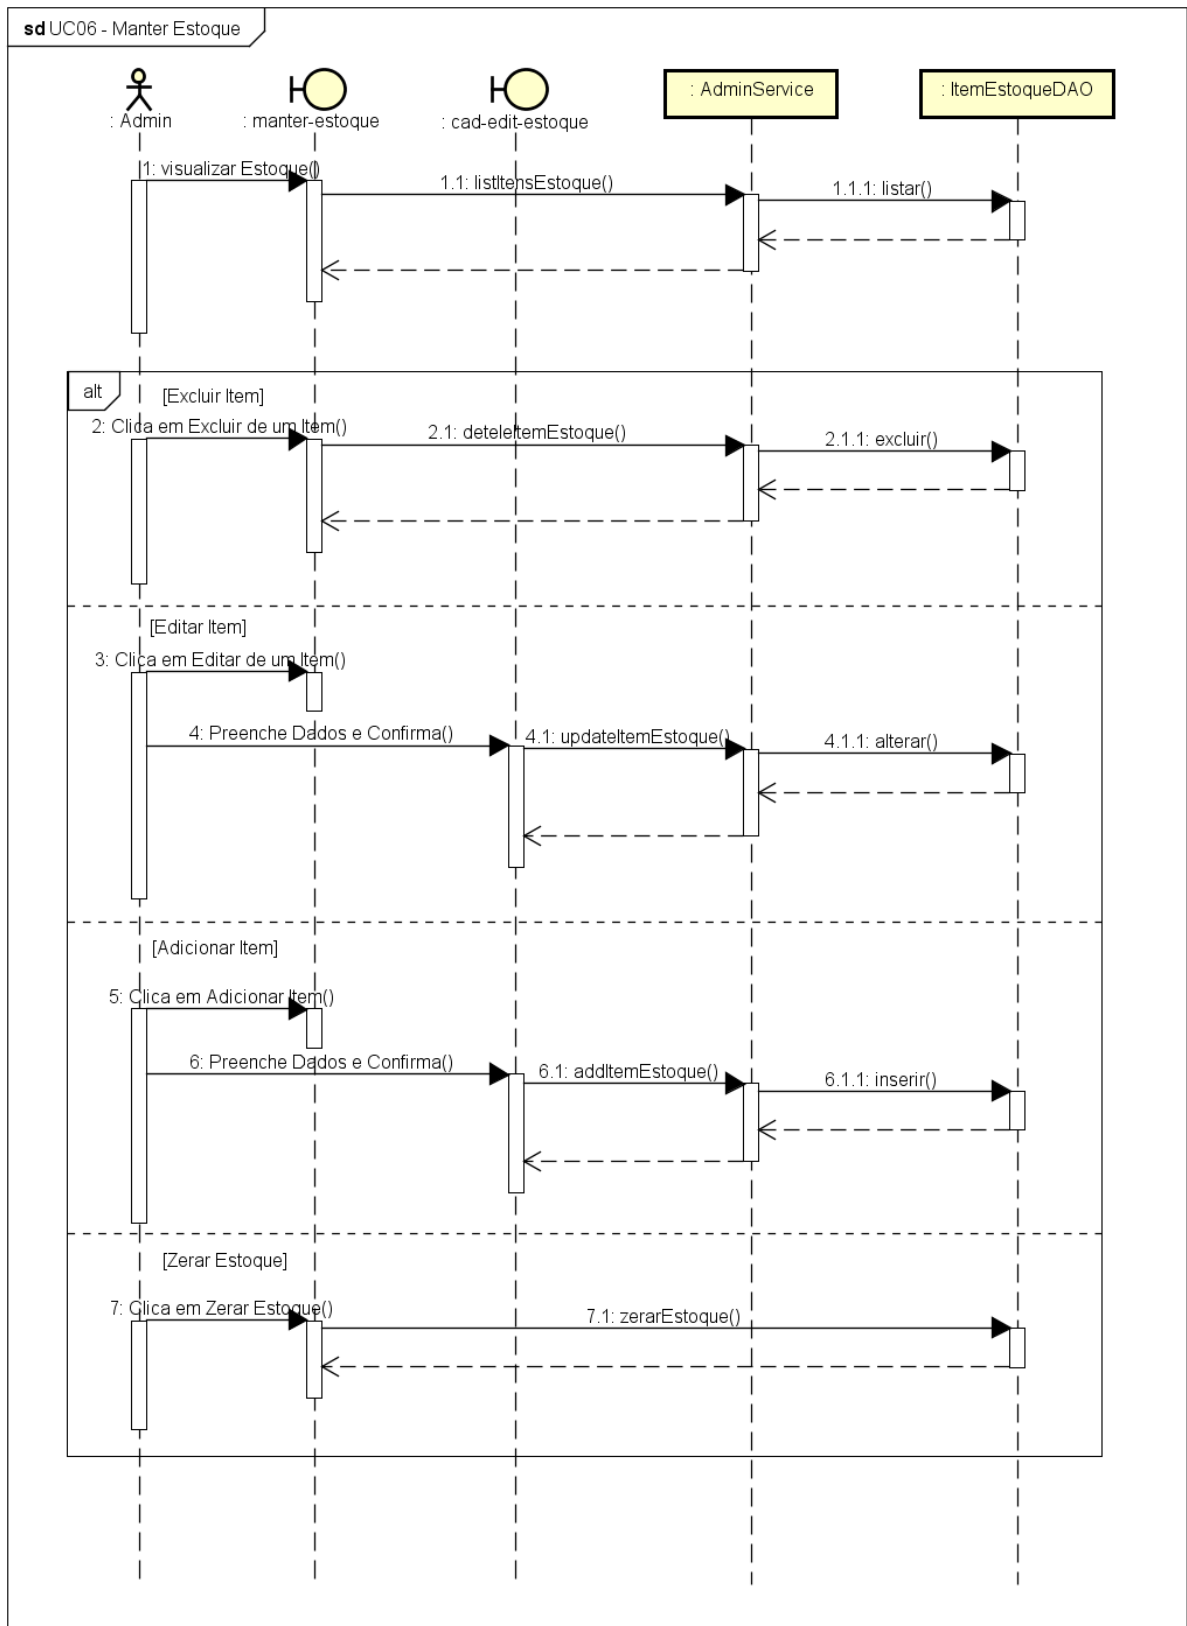 sd UC06 - Manter Estoque
: Admin
: manter-estoque
: cad-edit-estoque
: AdminService
: ItemEstoqueDAO
1: visualizar Estoque()
1.1: listItensEstoque()
1.1.1: listar()
alt
[Excluir Item]
2: Clica em Excluir de um Item()
2.1: deteleItemEstoque()
2.1.1: excluir()
[Editar Item]
3: Clica em Editar de um Item()
4: Preenche Dados e Confirma()
4.1: updateItemEstoque()
4.1.1: alterar()
[Adicionar Item]
5: Clica em Adicionar Item()
6: Preenche Dados e Confirma()
6.1: addItemEstoque()
6.1.1: inserir()
[Zerar Estoque]
7: Clica em Zerar Estoque()
7.1: zerarEstoque()